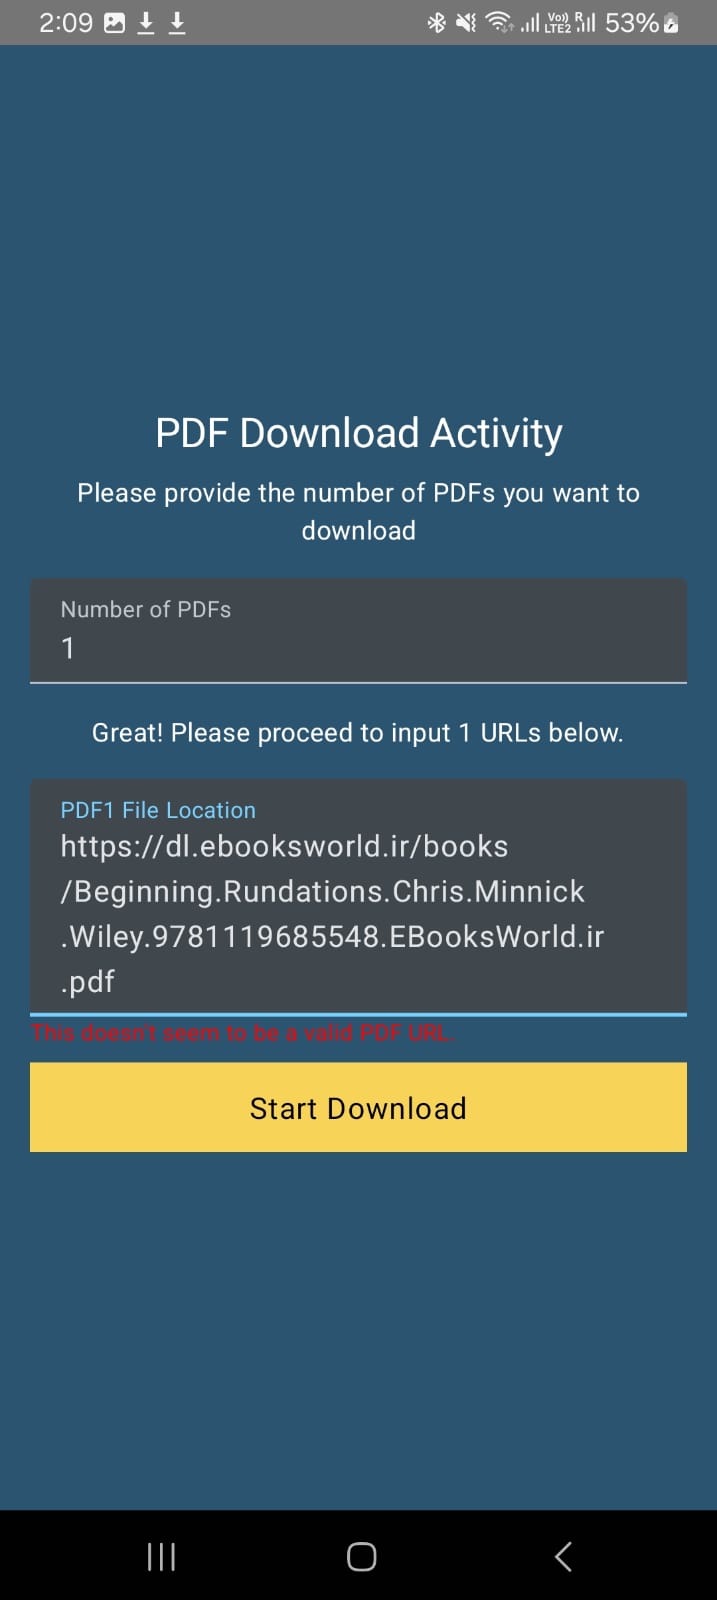 2:09
Vo)) R
LTE2
53%
PDF Download Activity
Please provide the number of PDFs you want to
download
Number of PDFs
1
Great! Please proceed to input 1 URLs below.
PDF1 File Location
https://dl.ebooksworld.ir/books
/Beginning.Rundations.Chris.Minnick
.Wiley.9781119685548.EBooksWorld.ir
.pdf
This doesn't seem to be a valid PDF URL.
Start Download